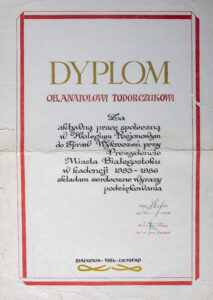 DYPLOM
OB. ANATOLOWI TODORCZUKOWI
Za
aktywną pracę społeczną
w Kolegium Rejonowym
do Spraw Wykroczeń przy
Prezydencie
Miasta Białegostoku
w kadencji 1983-1986
składam serdeczne wyrazy
podziękowania
BIAŁYSTOK - 1986 - LISTOPAD